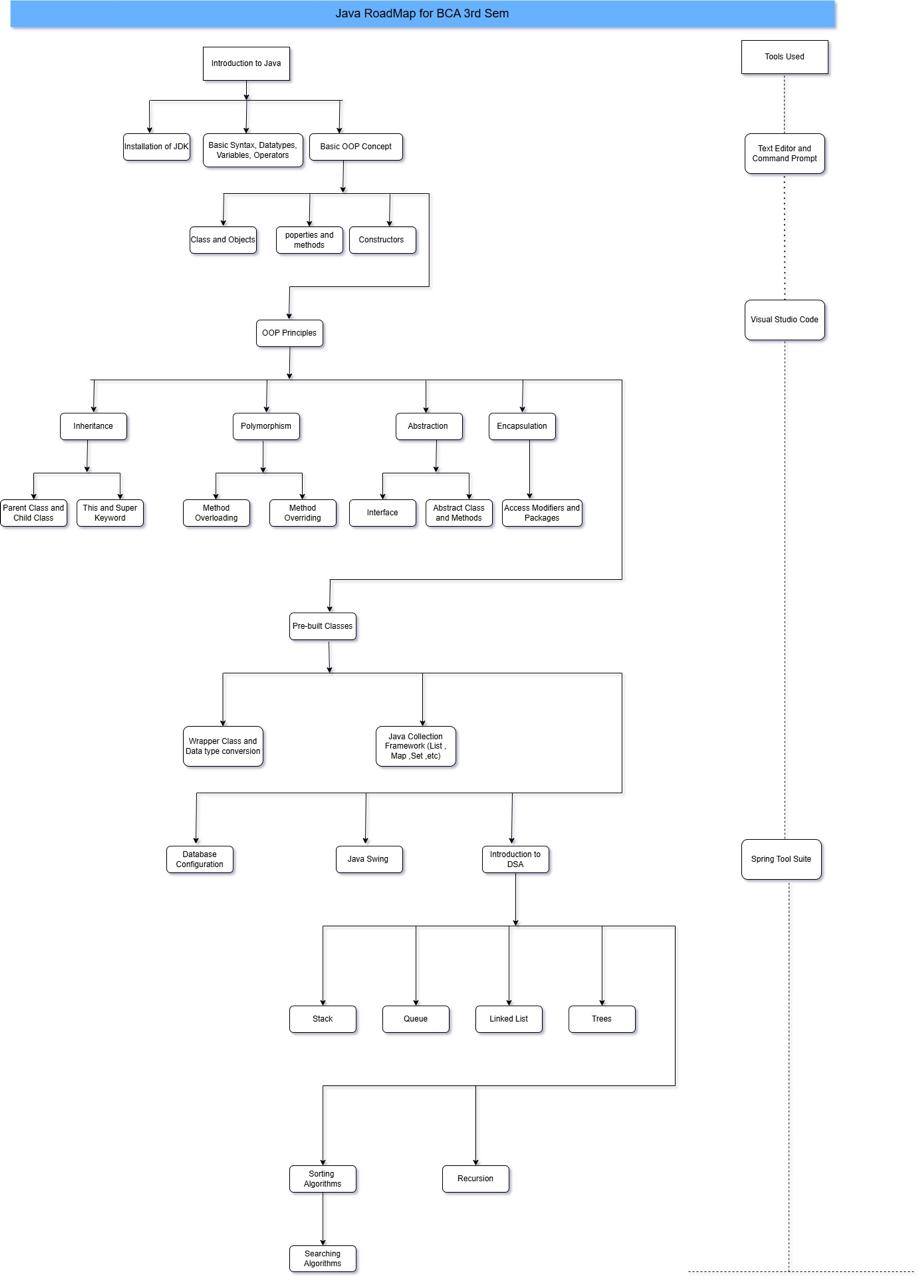 Java RoadMap for BCA 3rd Sem
Introduction to Java
Tools Used
Installation of JDK
Basic Syntax, Datatypes,
Variables, Operators
Basic OOP Concept
Text Editor and
Command Prompt
Class and Objects
poperties and
methods
Constructors
Visual Studio Code
OOP Principles
Inheritance
Polymorphism
Abstraction
Encapsulation
Parent Class and
Child Class
This and Super
Keyword
Method
Overloading
Method
Overriding
Interface
Abstract Class
and Methods
Access Modifiers and
Packages
Pre-built Classes
Wrapper Class and
Data type conversion
Java Collection
Framework (List ,
Map ,Set ,etc)
Database
Configuration
Java Swing
Introduction to
DSA
Spring Tool Suite
Stack
Queue
Linked List
Trees
Sorting
Algorithms
Recursion
Searching
Algorithms